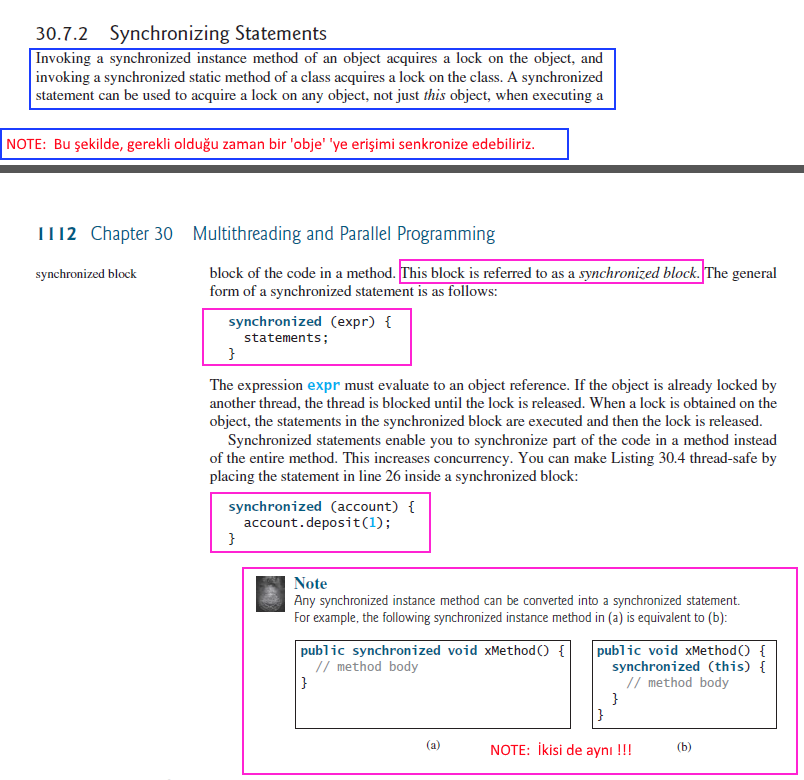 30.7.2 Synchronizing Statements
Invoking a synchronized instance method of an object acquires a lock on the object, and
invoking a synchronized static method of a class acquires a lock on the class. A synchronized
statement can be used to acquire a lock on any object, not just this object, when executing a
NOTE: Bu şekilde, gerekli olduğu zaman bir 'obje' 'ye erişimi senkronize edebiliriz.
1112 Chapter 30 Multithreading and Parallel Programming
synchronized block
block of the code in a method. This block is referred to as a synchronized block. The general
form of a synchronized statement is as follows:
synchronized (expr) {
statements;
}
The expression expr must evaluate to an object reference. If the object is already locked by
another thread, the thread is blocked until the lock is released. When a lock is obtained on the
object, the statements in the synchronized block are executed and then the lock is released.
Synchronized statements enable you to synchronize part of the code in a method instead
of the entire method. This increases concurrency. You can make Listing 30.4 thread-safe by
placing the statement in line 26 inside a synchronized block:
synchronized (account) {
account.deposit(1);
}
Note
Any synchronized instance method can be converted into a synchronized statement.
For example, the following synchronized instance method in (a) is equivalent to (b):
public synchronized void xMethod() {
// method body
}
(a)
public void xMethod() {
synchronized (this) {
// method body
}
}
(b)
NOTE: İkisi de aynı !!!